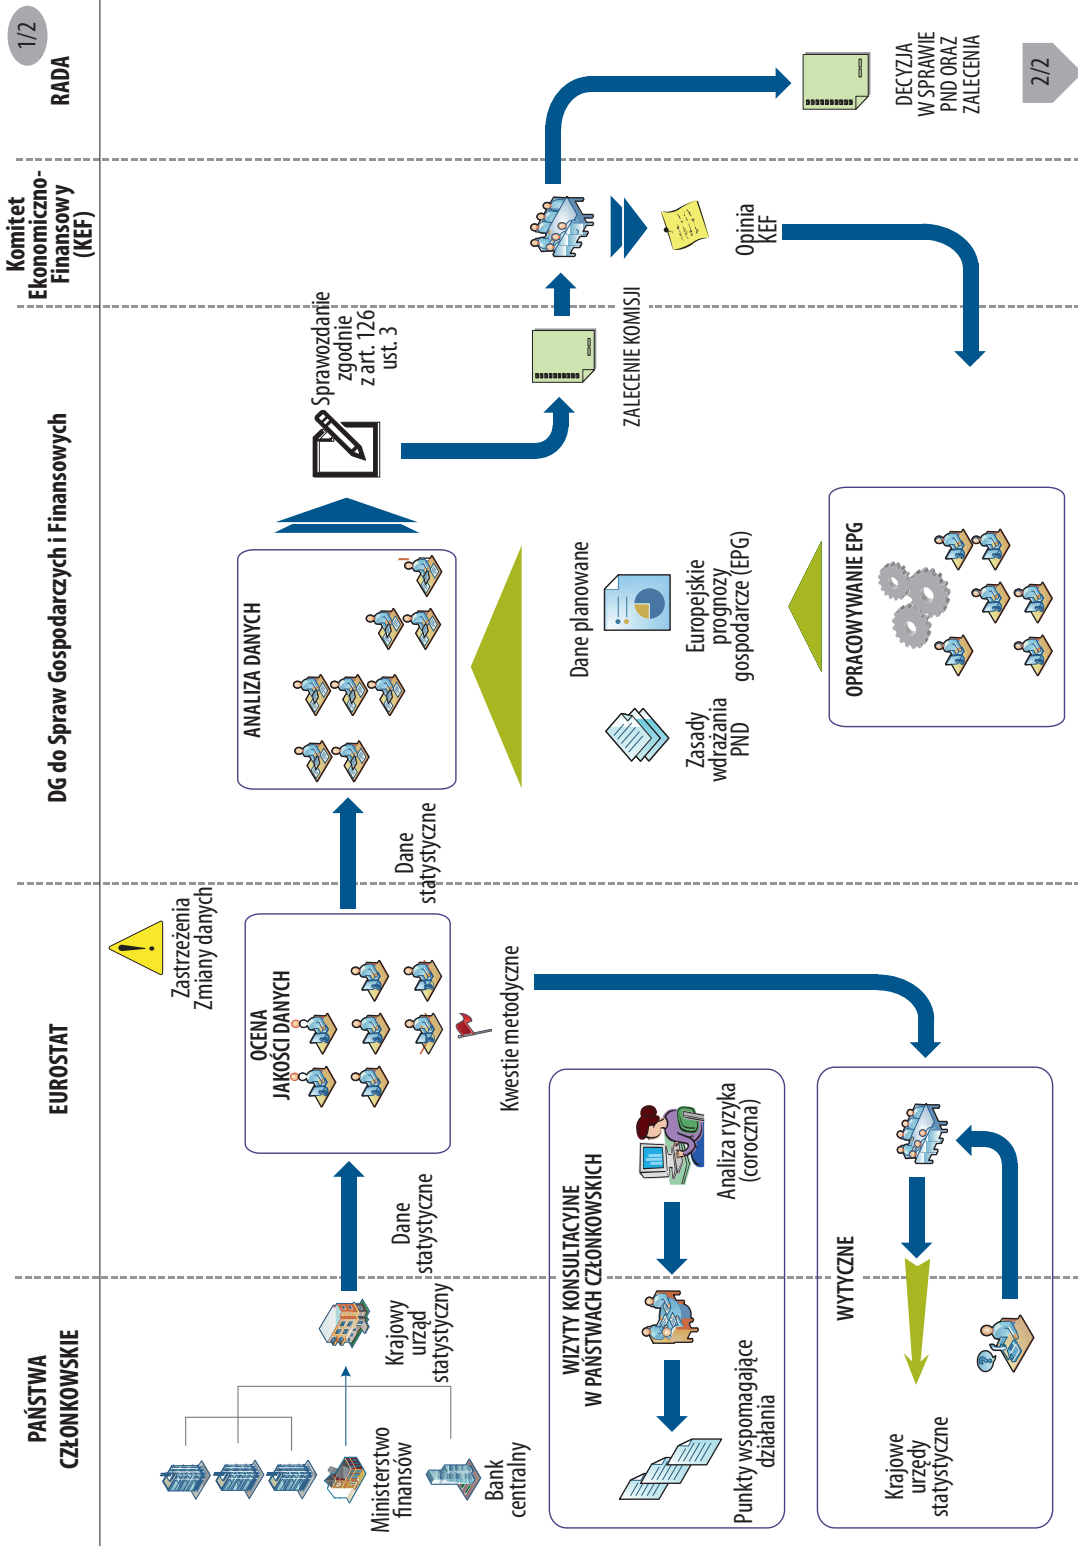 1/2
PAŃSTWA
CZŁONKOWSKIE
EUROSTAT
DG do Spraw Gospodarczych i Finansowych
Komitet
Ekonomiczno-
Finansowy
(KEF)
RADA
Ministerstwo
finansów
Bank
centralny
Krajowy
urząd
statystyczny
Dane
statystyczne
Zastrzeżenia
Zmiany danych
OCENA
JAKOŚCI DANYCH
Kwestie metodyczne
Dane
statystyczne
ANALIZA DANYCH
Sprawozdanie
zgodnie
z art. 126
ust. 3
ZALECENIE KOMISJI
Opinia
KEF
DECYZJA
W SPRAWIE
PND ORAZ
ZALECENIA
WIZYTY KONSULTACYJNE
W PAŃSTWACH CZŁONKOWSKICH
Punkty wspomagające
działania
Analiza ryzyka
(coroczna)
Zasady
wdrażania
PND
Dane planowane
Europejskie
prognozy
gospodarcze (EPG)
WYTYCZNE
Krajowe
urzędy
statystyczne
?
OPRACOWYWANIE EPG
2/2